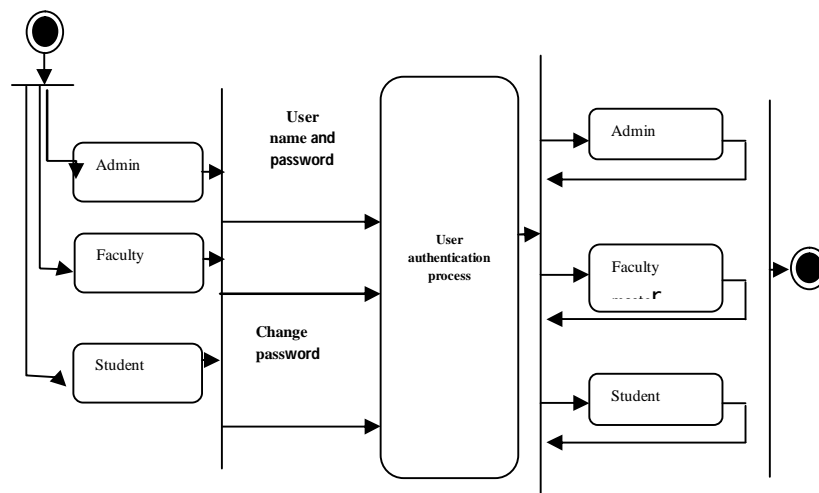 Admin
Faculty
Student
User
name and
password
Change
password
User
authentication
process
Admin
Faculty
Student